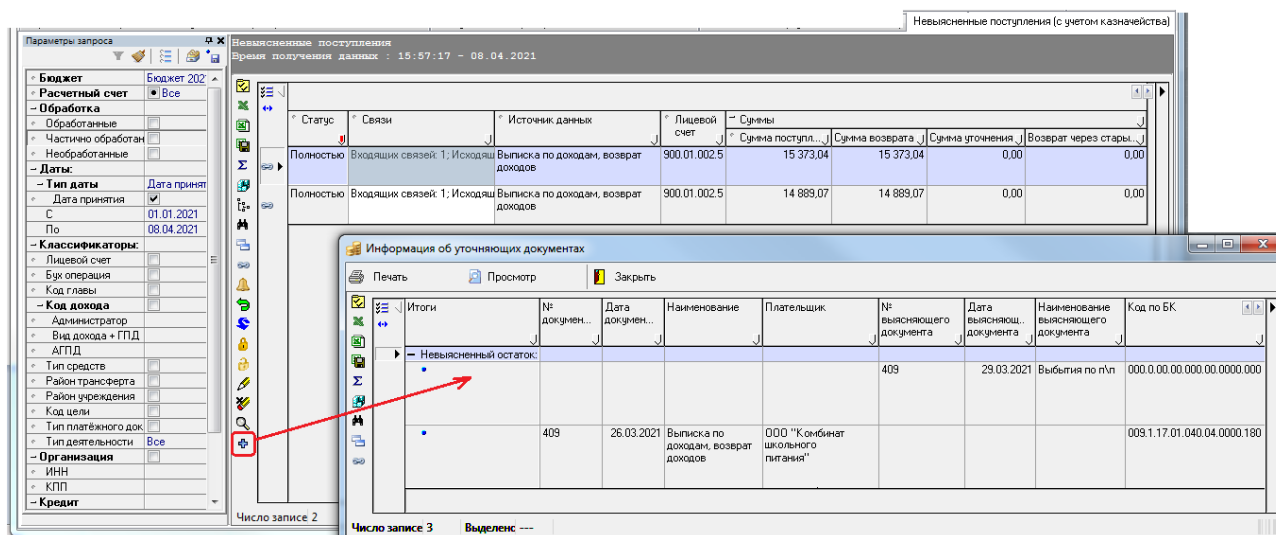 Невыясненные поступления (с учетом казначейства)
Параметры запроса
Невыясненные поступления
Время получения данных : 15:57:17 - 08.04.2021
Бюджет
Бюджет 202
Расчетный счет
Все
Обработка
Обработанные
Частично обработан
Необработанные
Даты:
Тип даты
Дата принят
Дата принятия
С
01.01.2021
По
08.04.2021
Классификаторы:
Лицевой счет
Бух операция
Код главы
Код дохода
Администратор
Вид дохода + ГПД
АГПД
Тип средств
Район трансферта
Район учреждения
Код цели
Тип платёжного док
Тип деятельности
Все
Организация
ИНН
КПП
Кредит
Статус
Связи
Источник данных
Лицевой
счет
Суммы
Сумма поступл...
Сумма возврата
Сумма уточнения
Возврат через стары...
Полностью
Входящих связей: 1; Исходящ
Выписка по доходам, возврат
доходов
900.01.002.5
15 373,04
15 373,04
0,00
0,00
Полностью
Входящих связей: 1; Исходящ
Выписка по доходам, возврат
доходов
900.01.002.5
14 889,07
14 889,07
0,00
0,00
Число записе 2
Информация об уточняющих документах
Печать
Просмотр
Закрыть
Итоги
№
докумен...
Дата
докумен...
Наименование
Плательщик
№
выясняющего
документа
Дата
выясняющ..
документа
Наименование
выясняющего
документа
Код по БК
Невыясненный остаток:
409
29.03.2021
Выбытия по п\п
000.0.00.00.000.00.0000.000
409
26.03.2021
Выписка по
доходам, возврат
доходов
ООО "Комбинат
школьного
питания"
009.1.17.01.040.04.0000.180
Число записе 3
Выделенс ---